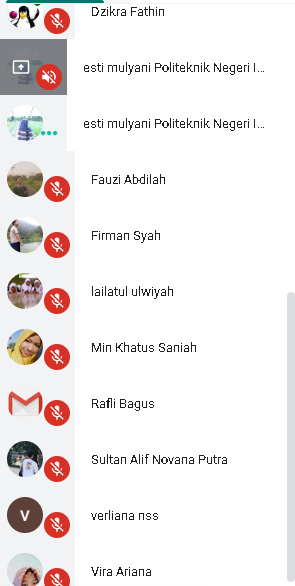 Dzikra Fathin
esti mulyani Politeknik Negeri I...
esti mulyani Politeknik Negeri I...
Fauzi Abdilah
Firman Syah
lailatul ulwiyah
Min Khatus Saniah
Rafli Bagus
Sultan Alif Novana Putra
V
verliana nss
Vira Ariana